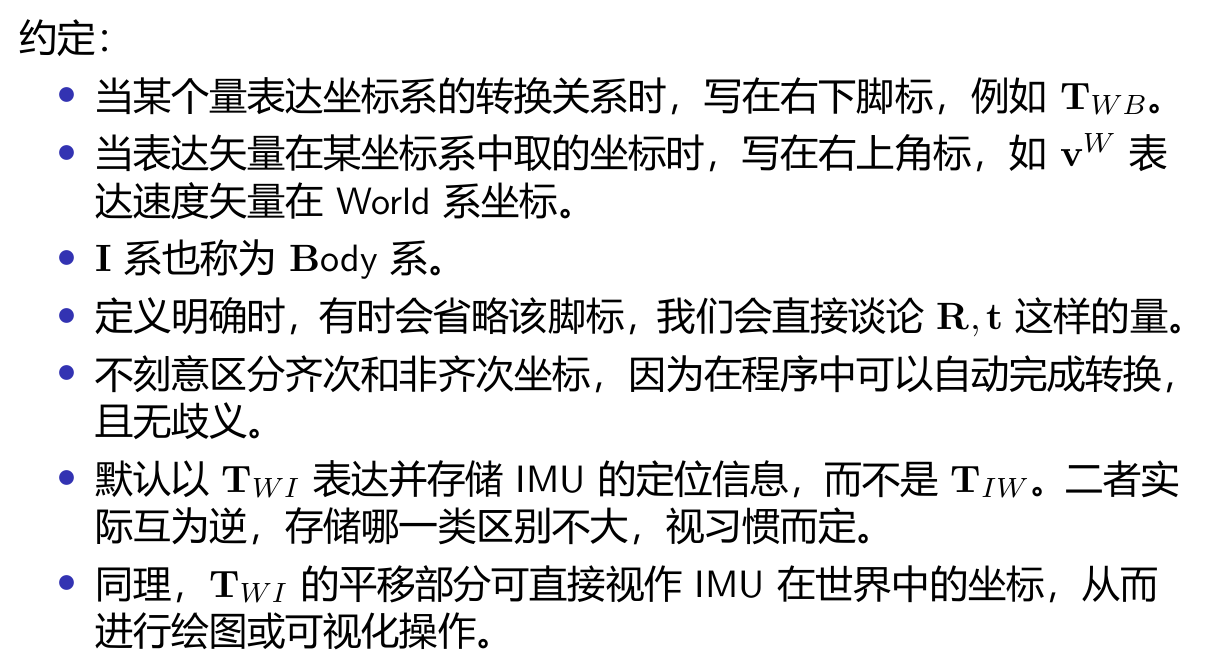 约定：
• 当某个量表达坐标系的转换关系时，写在右下脚标，例如 T_{WB}。
• 当表达矢量在某坐标系中取的坐标时，写在右上角标，如 v^W 表
达速度矢量在 World 系坐标。
• I 系也称为 Body 系。
• 定义明确时，有时会省略该脚标，我们会直接谈论 R, t 这样的量。
• 不刻意区分齐次和非齐次坐标，因为在程序中可以自动完成转换，
且无歧义。
• 默认以 T_{WI} 表达并存储 IMU 的定位信息，而不是 T_{IW}。二者实
际互为逆，存储哪一类区别不大，视习惯而定。
• 同理，T_{WI} 的平移部分可直接视作 IMU 在世界中的坐标，从而
进行绘图或可视化操作。